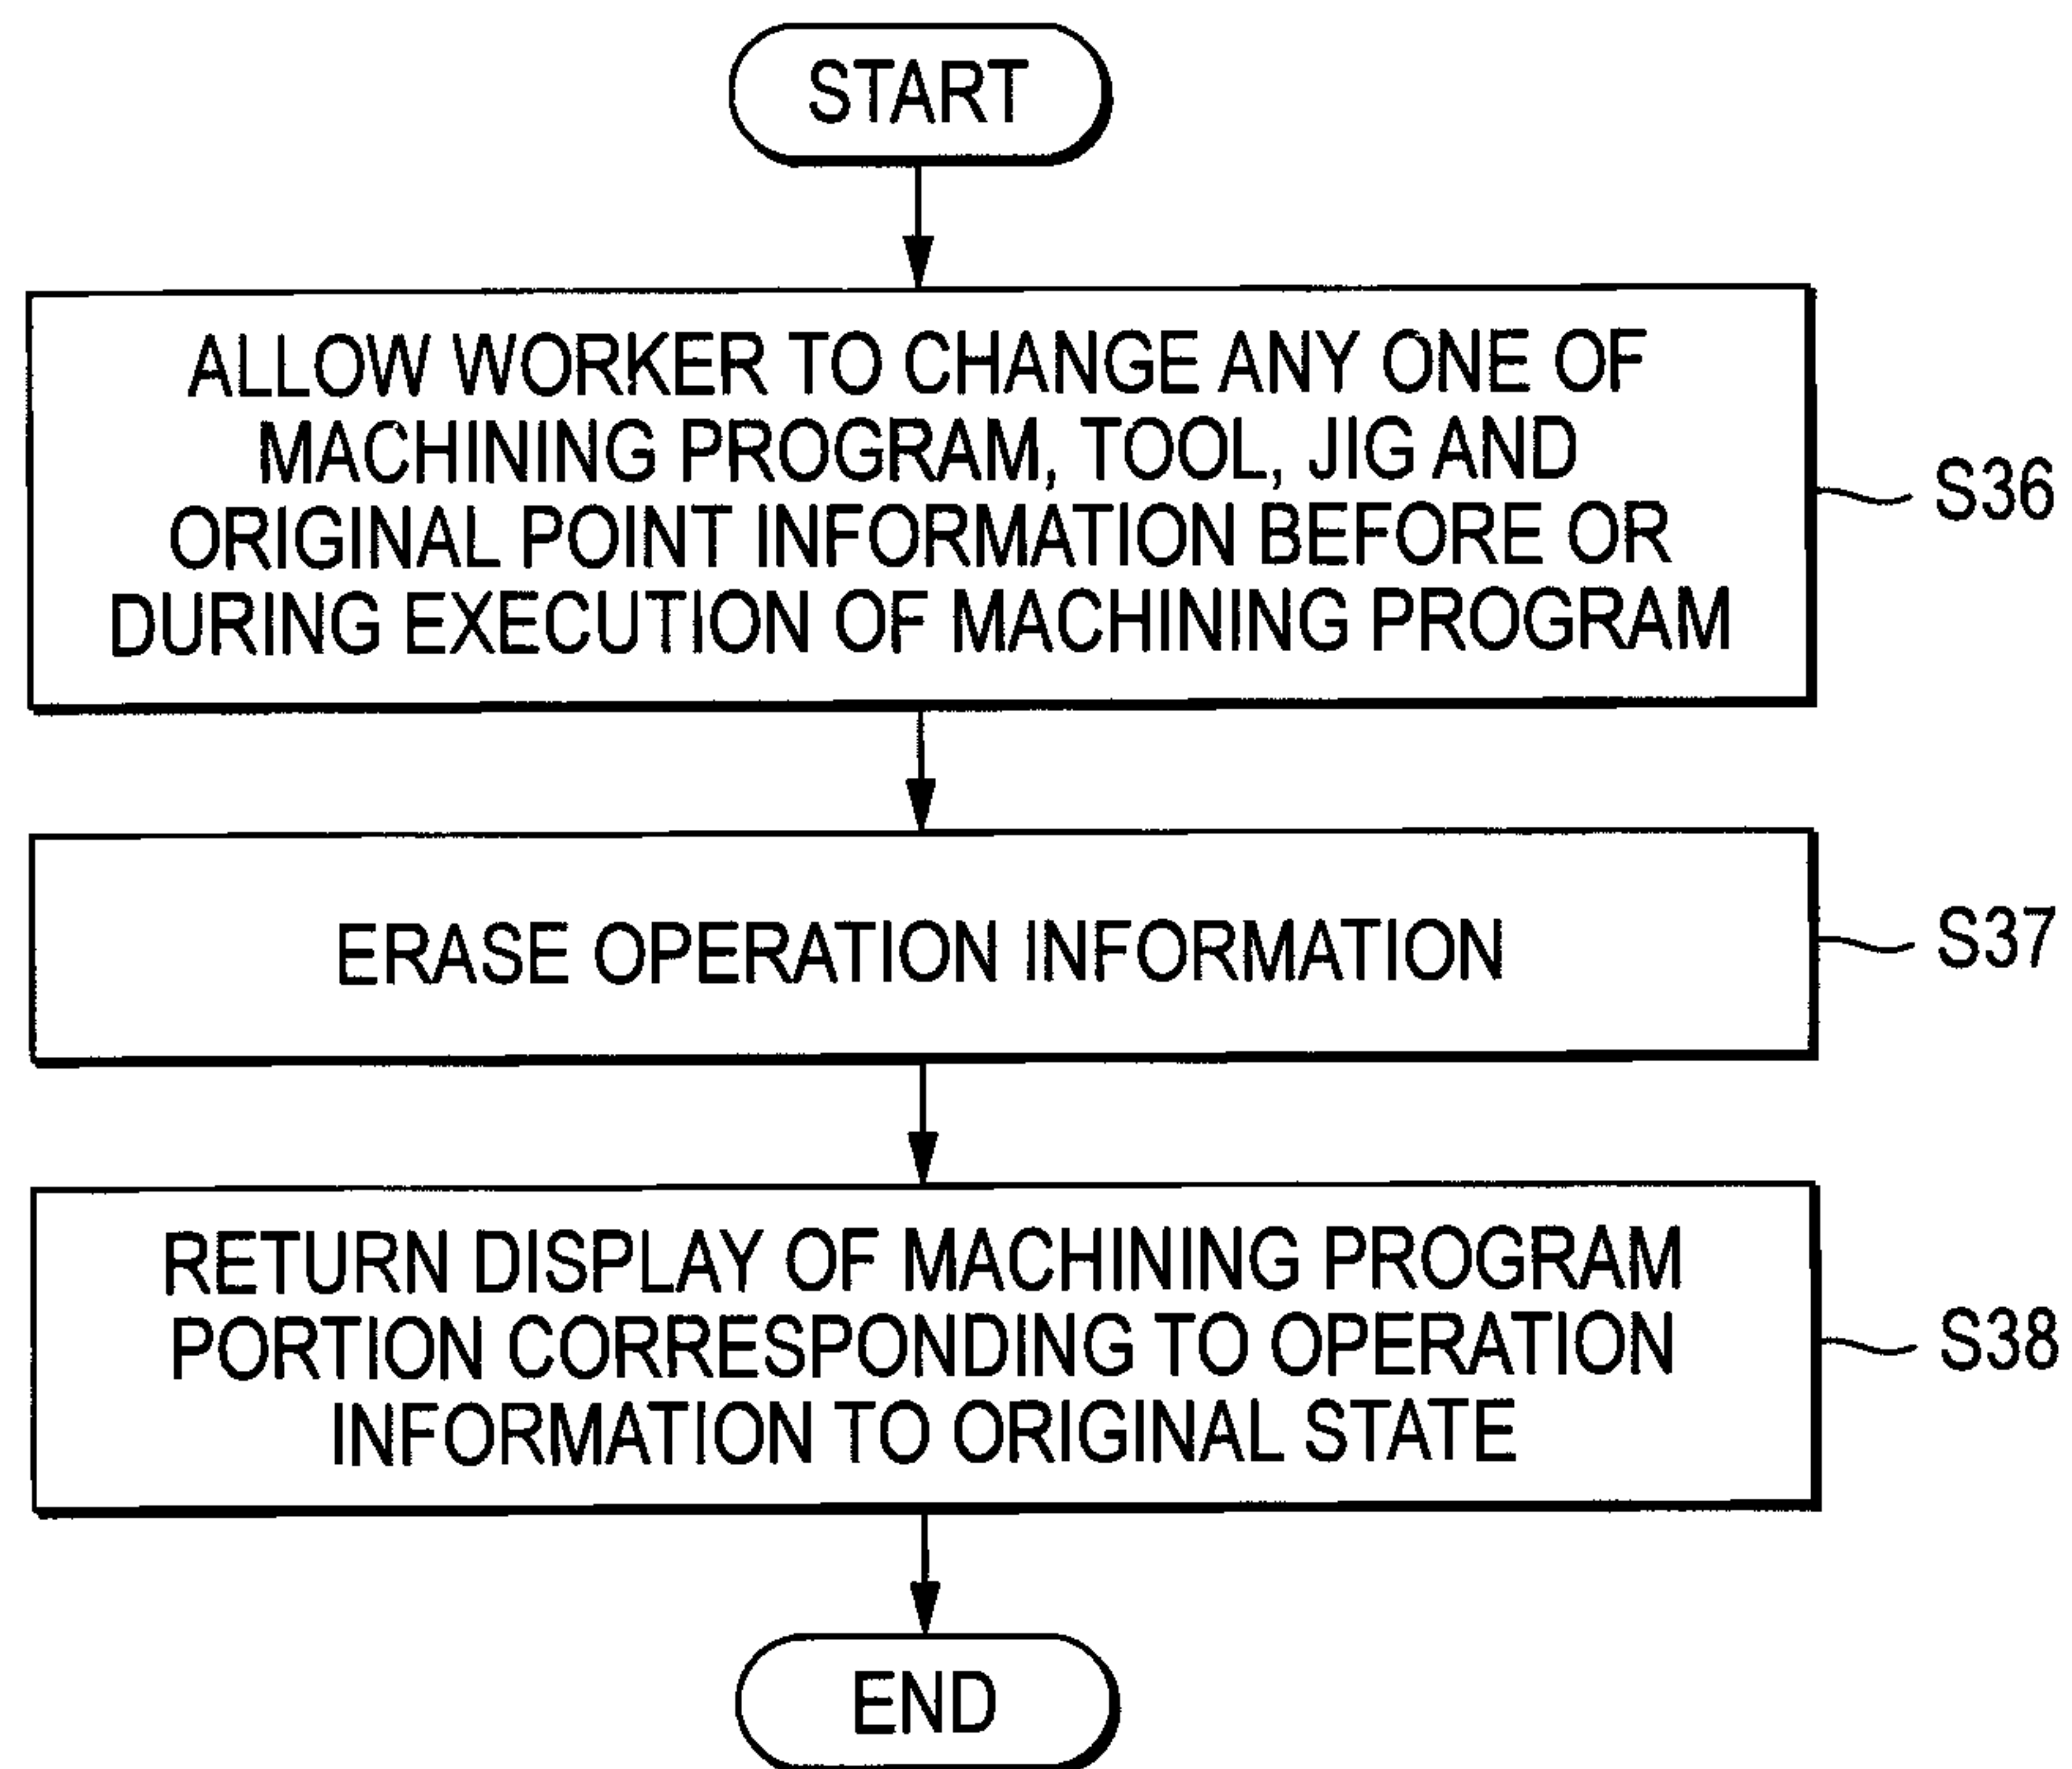 START
ALLOW WORKER TO CHANGE ANY ONE OF
MACHINING PROGRAM, TOOL, JIG AND
ORIGINAL POINT INFORMATION BEFORE OR
DURING EXECUTION OF MACHINING PROGRAM
S36
ERASE OPERATION INFORMATION
S37
RETURN DISPLAY OF MACHINING PROGRAM
PORTION CORRESPONDING TO OPERATION
INFORMATION TO ORIGINAL STATE
S38
END